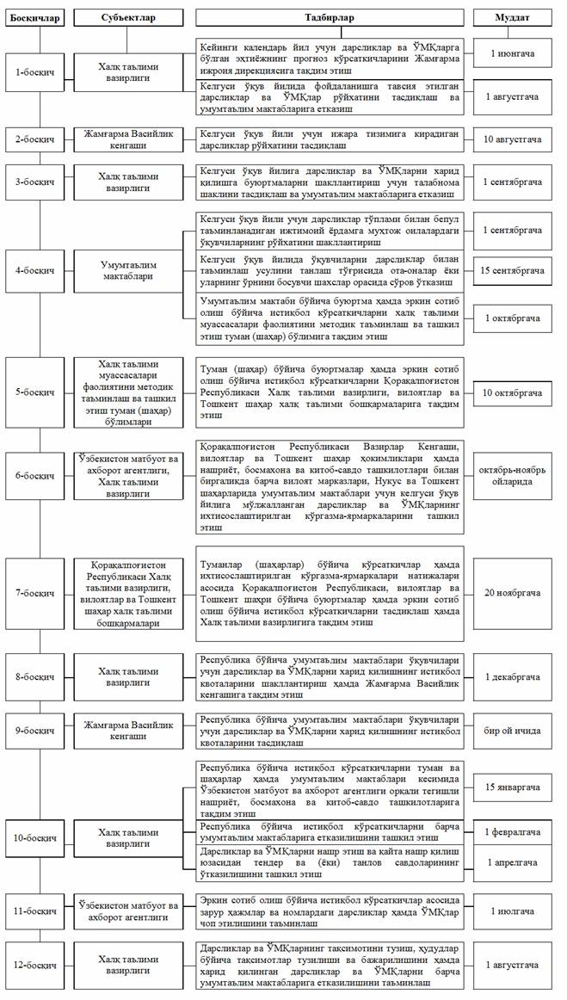 Босқичлар
Субъектлар
Тадбирлар
Муддат
1-босқич
Халқ таълими
вазирлиги
Кейинги календарь йил учун дарсликлар ва ЎМКларга
бўлган эҳтиёжнинг прогноз кўрсаткичларини Жамғарма
ижроия дирекциясига тақдим этиш
1 июнгача
Келгуси ўқув йилида фойдаланишга тавсия этилган
дарсликлар ва ЎМКлар рўйхатини тасдиқлаш ва
умумтаълим мактабларига етказиш
1 августгача
2-босқич
Жамғарма Васийлик
кенгаши
Келгуси ўқув йили учун ижара тизимига кирадиган
дарсликлар рўйхатини тасдиқлаш
10 августгача
3-босқич
Халқ таълими
вазирлиги
Келгуси ўқув йилига дарсликлар ва ЎМКларни харид
қилишга буюртмаларни шакллантириш учун талабнома
шаклини тасдиқлаш ва умумтаълим мактабларига етказиш
1 сентябргача
4-босқич
Умумтаълим
мактаблари
Келгуси ўқув йили учун дарсликлар тўплами билан бепул
таъминланадиган ижтимоий ёрдамга муҳтож оилалардаги
ўқувчиларнинг рўйхатини шакллантириш
1 сентябргача
Келгуси ўқув йилида ўқувчиларни дарсликлар билан
таъминлаш усулини танлаш тўғрисида ота-оналар ёки
уларнинг ўрнини босувчи шахслар орасида сўров ўтказиш
15 сентябргача
Умумтаълим мактаби бўйича буюртма ҳамда эркин сотиб
олиш бўйича истиқбол кўрсаткичларни халқ таълими
муассасалари фаолиятини методик таъминлаш ва ташкил
этиш туман (шаҳар) бўлимига тақдим этиш
1 октябргача
5-босқич
Халқ таълими
муассасалари
фаолиятини методик
таъминлаш ва ташкил
этиш туман (шаҳар)
бўлимлари
Туман (шаҳар) бўйича буюртмалар ҳамда эркин сотиб
олиш бўйича истиқбол кўрсаткичларни Қорақалпоғистон
Республикаси Халқ таълими вазирлиги, вилоятлар ва
Тошкент шаҳар халқ таълими бошқармаларига тақдим
этиш
10 октябргача
6-босқич
Ўзбекистон матбуот ва
ахборот агентлиги,
Халқ таълими
вазирлиги
Қорақалпоғистон Республикаси Вазирлар Кенгаши,
вилоятлар ва Тошкент шаҳар ҳокимликлари ҳамда
нашриёт, босмахона ва китоб-савдо ташкилотлари билан
биргаликда барча вилоят марказлари, Нукус ва Тошкент
шаҳарларида умумтаълим мактаблари учун келгуси ўқув
йилига мўлжалланган дарсликлар ва ЎМКларнинг
ихтисослаштирилган кўргазма-ярмаркаларини ташкил
этиш
октябрь-ноябрь
ойларида
7-босқич
Қорақалпоғистон
Республикаси Халқ
таълими вазирлиги,
вилоятлар ва Тошкент
шаҳар халқ таълими
бошқармалари
Туманлар (шаҳарлар) бўйича кўрсаткичлар ҳамда
ихтисослаштирилган кўргазма-ярмаркалари натижалари
асосида Қорақалпоғистон Республикаси, вилоятлар ва
Тошкент шаҳри бўйича буюртмалар ҳамда эркин сотиб
олиш бўйича истиқбол кўрсаткичларни тасдиқлаш ҳамда
Халқ таълими вазирлигига тақдим этиш
20 ноябргача
8-босқич
Халқ таълими
вазирлиги
Республика бўйича умумтаълим мактаблари ўқувчилари
учун дарсликлар ва ЎМКларни харид қилишнинг истиқбол
квоталарини шакллантириш ҳамда Жамғарма Васийлик
кенгашига тақдим этиш
1 декабргача
9-босқич
Жамғарма Васийлик
кенгаши
Республика бўйича умумтаълим мактаблари ўқувчилари
учун дарсликлар ва ЎМКларни харид қилишнинг истиқбол
квоталарини тасдиқлаш
бир ой ичида
10-босқич
Халқ таълими
вазирлиги
Республика бўйича истиқбол кўрсаткичларни туман ва
шаҳарлар ҳамда умумтаълим мактаблари кесимида
Ўзбекистон матбуот ва ахборот агентлиги орқали тегишли
нашриёт, босмахона ва китоб-савдо ташкилотларига
тақдим этиш
15 январгача
Республика бўйича истиқбол кўрсаткичларни барча
умумтаълим мактабларига етказилишини ташкил этиш
1 февралгача
Дарсликлар ва ЎМКларни нашр этиш ва қайта нашр қилиш
юзасидан тендер ва (ёки) танлов савдоларининг
ўтказилишини ташкил этиш
1 апрелгача
11-босқич
Ўзбекистон матбуот ва
ахборот агентлиги
Эркин сотиб олиш бўйича истиқбол кўрсаткичлар асосида
зарур ҳажмлар ва номлардаги дарсликлар ҳамда ЎМКлар
чоп этилишини таъминлаш
1 июлгача
12-босқич
Халқ таълими
вазирлиги
Дарсликлар ва ЎМКларнинг тақсимотини тузиш, ҳудудлар
бўйича тақсимотлар тузилиши ва бажарилишини ҳамда
харид қилинган дарсликлар ва ЎМКларни барча
умумтаълим мактабларига етказилишини таъминлаш
1 августгача